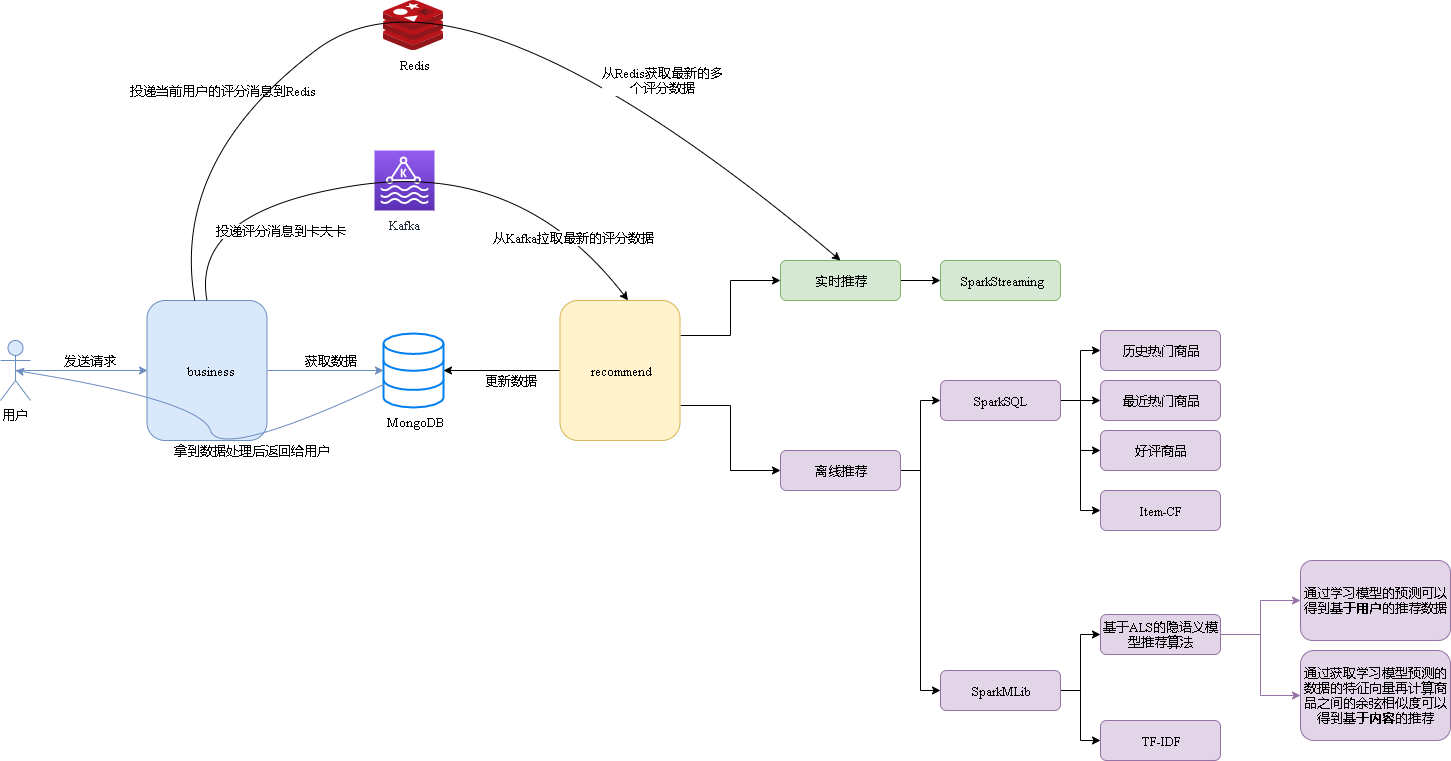 Redis
从Redis获取最新的多
个评分数据
投递当前用户的评分消息到Redis
K
Kafka
投递评分消息到卡夫卡
从Kafka拉取最新的评分数据
实时推荐
SparkStreaming
用户
发送请求
business
获取数据
MongoDB
更新数据
recommend
拿到数据处理后返回给用户
离线推荐
SparkSQL
历史热门商品
最近热门商品
好评商品
Item-CF
SparkMLib
基于ALS的隐语义模
型推荐算法
TF-IDF
通过学习模型的预测可以
得到基于用户的推荐数据
通过获取学习模型预测的
数据的特征向量再计算商
品之间的余弦相似度可以
得到基于内容的推荐